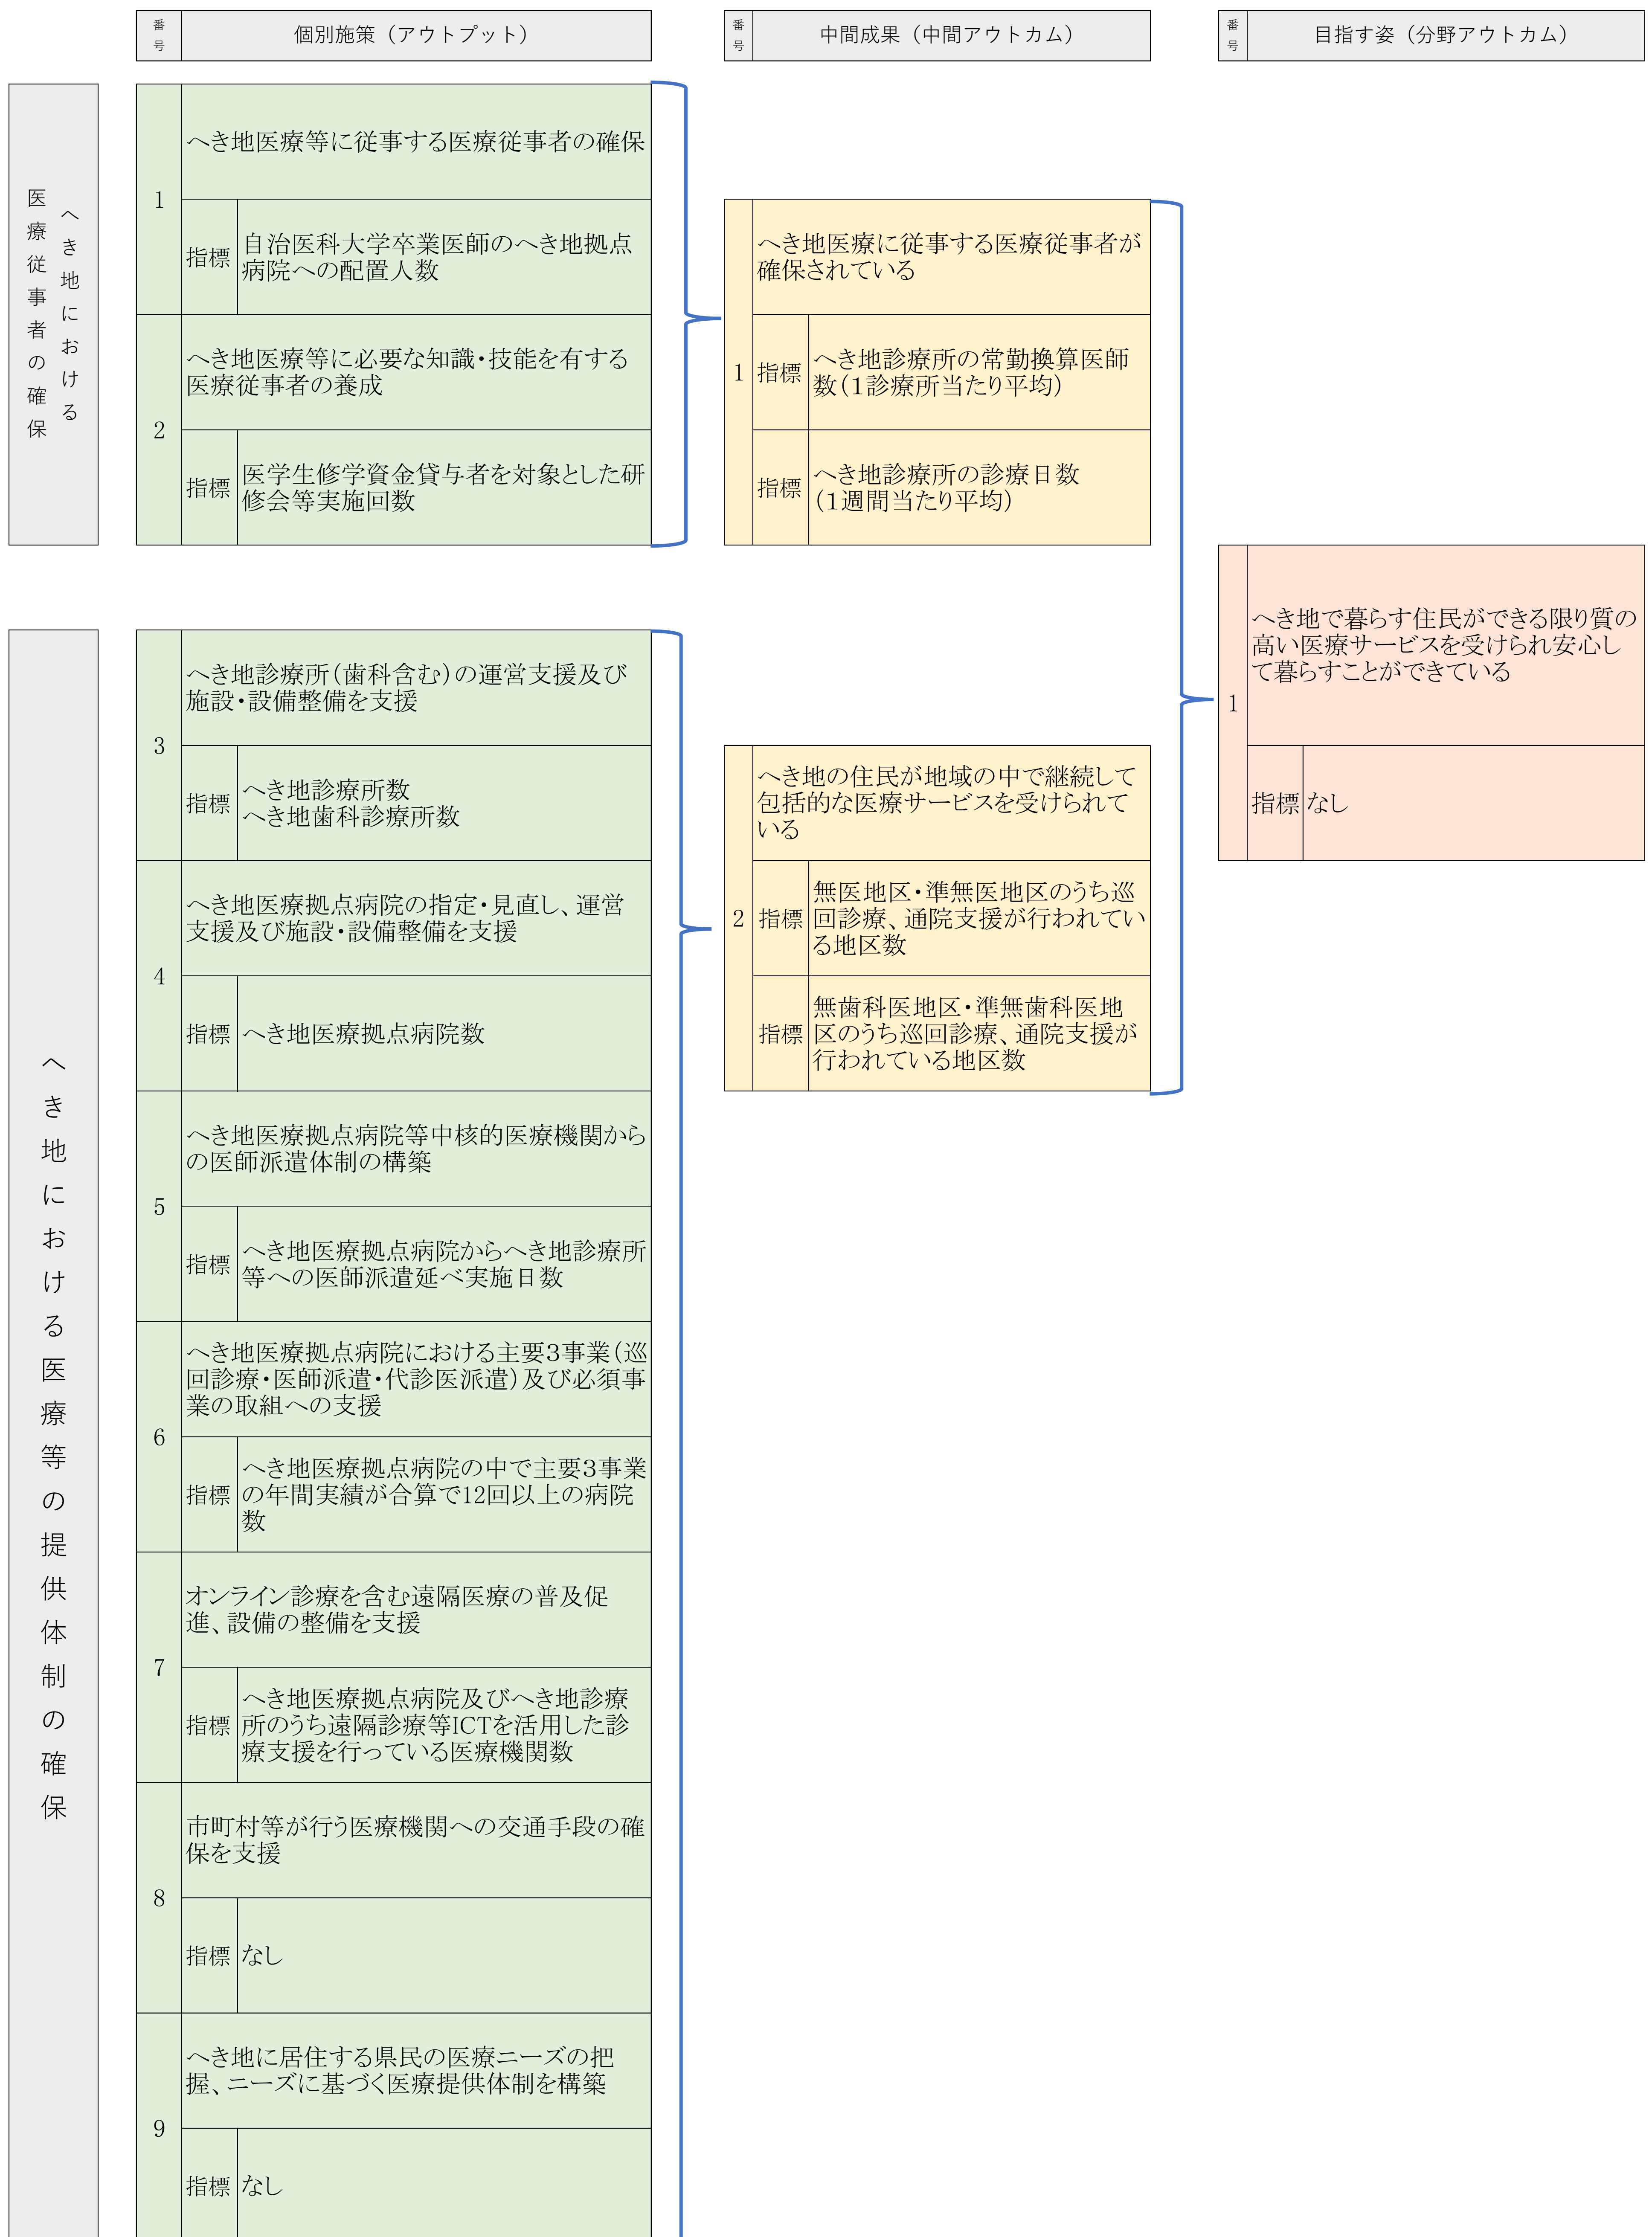 番
号
個別施策（アウトプット）
番
号
中間成果（中間アウトカム）
番
号
目指す姿（分野アウトカム）
へき地における
医療従事者の確保
1
へき地医療等に従事する医療従事者の確保
指標
自治医科大学卒業医師のへき地拠点
病院への配置人数
2
へき地医療等に必要な知識・技能を有する
医療従事者の養成
指標
医学生修学資金貸与者を対象とした研
修会等実施回数
1
へき地医療に従事する医療従事者が
確保されている
指標
へき地診療所の常勤換算医師
数（１診療所当たり平均）
指標
へき地診療所の診療日数
（１週間当たり平均）
1
へき地で暮らす住民ができる限り質の
高い医療サービスを受けられ安心し
て暮らすことができている
指標
なし
へき地における医療等の提供体制の確保
3
へき地診療所（歯科含む）の運営支援及び
施設・設備整備を支援
指標
へき地診療所数
へき地歯科診療所数
4
へき地医療拠点病院の指定・見直し、運営
支援及び施設・設備整備を支援
指標
へき地医療拠点病院数
5
へき地医療拠点病院等中核的医療機関から
の医師派遣体制の構築
指標
へき地医療拠点病院からへき地診療所
等への医師派遣延べ実施日数
6
へき地医療拠点病院における主要３事業（巡
回診療・医師派遣・代診医派遣）及び必須事
業の取組への支援
指標
へき地医療拠点病院の中で主要３事業
の年間実績が合算で12回以上の病院
数
7
オンライン診療を含む遠隔医療の普及促
進、設備の整備を支援
指標
へき地医療拠点病院及びへき地診療
所のうち遠隔診療等ICTを活用した診
療支援を行っている医療機関数
8
市町村等が行う医療機関への交通手段の確
保を支援
指標
なし
9
へき地に居住する県民の医療ニーズの把
握、ニーズに基づく医療提供体制を構築
指標
なし
2
へき地の住民が地域の中で継続して
包括的な医療サービスを受けられて
いる
指標
無医地区・準無医地区のうち巡
回診療、通院支援が行われてい
る地区数
指標
無歯科医地区・準無歯科医地
区のうち巡回診療、通院支援が
行われている地区数